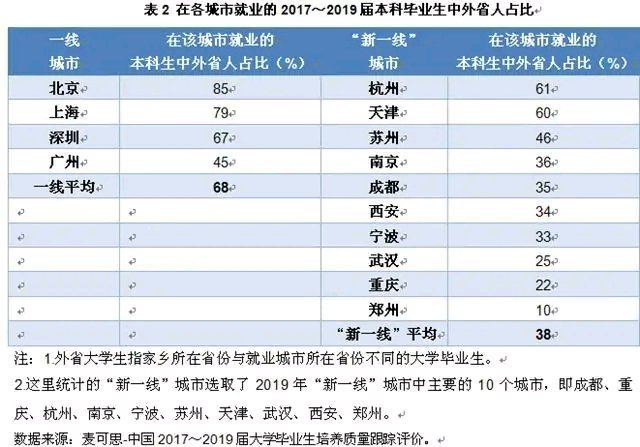 表 2 在各城市就业的 2017～2019 届本科毕业生中外省人占比
一线城市 在该城市就业的本科生中外省人占比（%） “新一线”城市 在该城市就业的本科生中外省人占比（%）
北京 85 杭州 61
上海 79 天津 60
深圳 67 苏州 46
广州 45 南京 36
一线平均 68 成都 35
西安 34
宁波 33
武汉 25
重庆 22
郑州 10
“新一线”平均 38
注：1.外省大学生指家乡所在省份与就业城市所在省份不同的大学毕业生。
2.这里统计的“新一线”城市选取了 2019 年“新一线”城市中主要的 10 个城市，即成都、重
庆、杭州、南京、宁波、苏州、天津、武汉、西安、郑州。
数据来源：麦可思-中国 2017～2019 届大学毕业生培养质量跟踪评价。